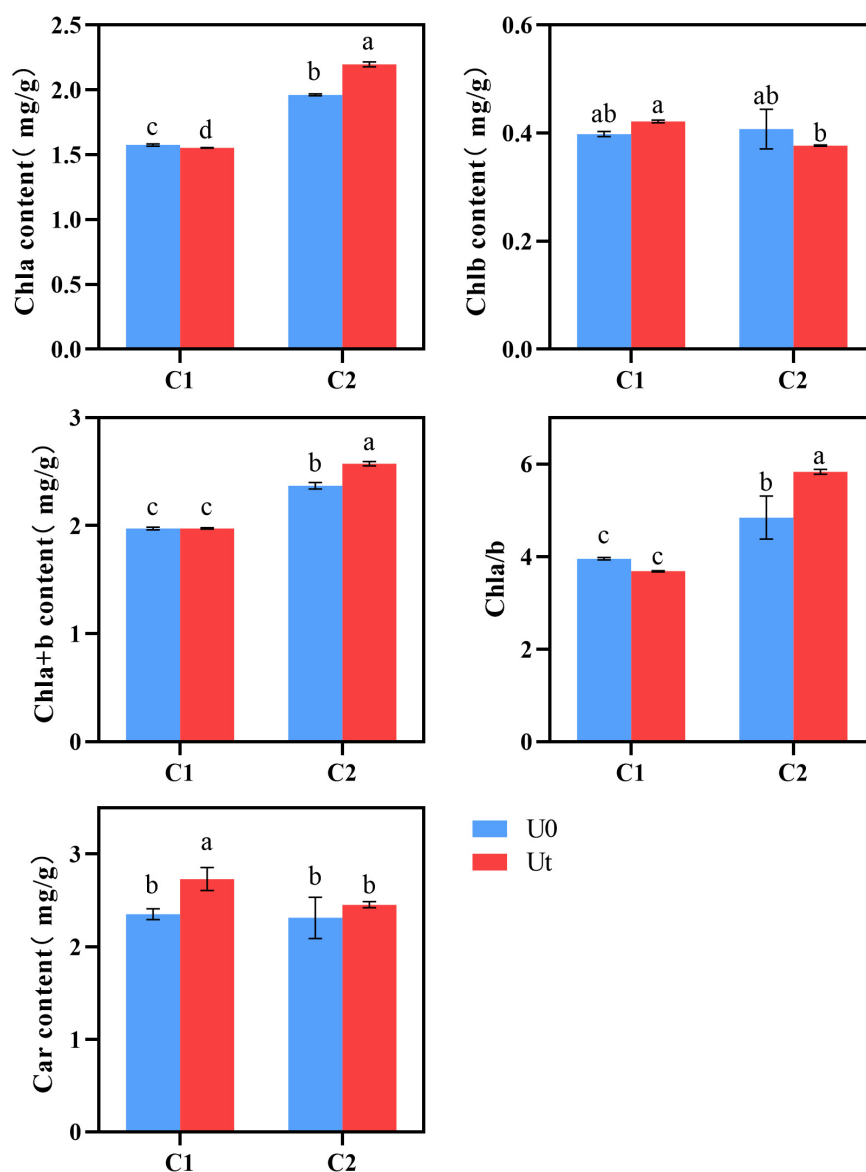 Chla content( mg/g)
2.5
2.0
1.5
1.0
0.5
0.0
c
d
b
a
C1
C2
Chlb content( mg/g)
0.6
0.4
0.2
0.0
ab
a
ab
b
C1
C2
Chla+b content( mg/g)
3
2
1
0
c
c
b
a
C1
C2
Chla/b
6
4
2
0
c
c
b
a
C1
C2
Car content( mg/g)
3
2
1
0
b
a
b
b
C1
C2
U0
Ut